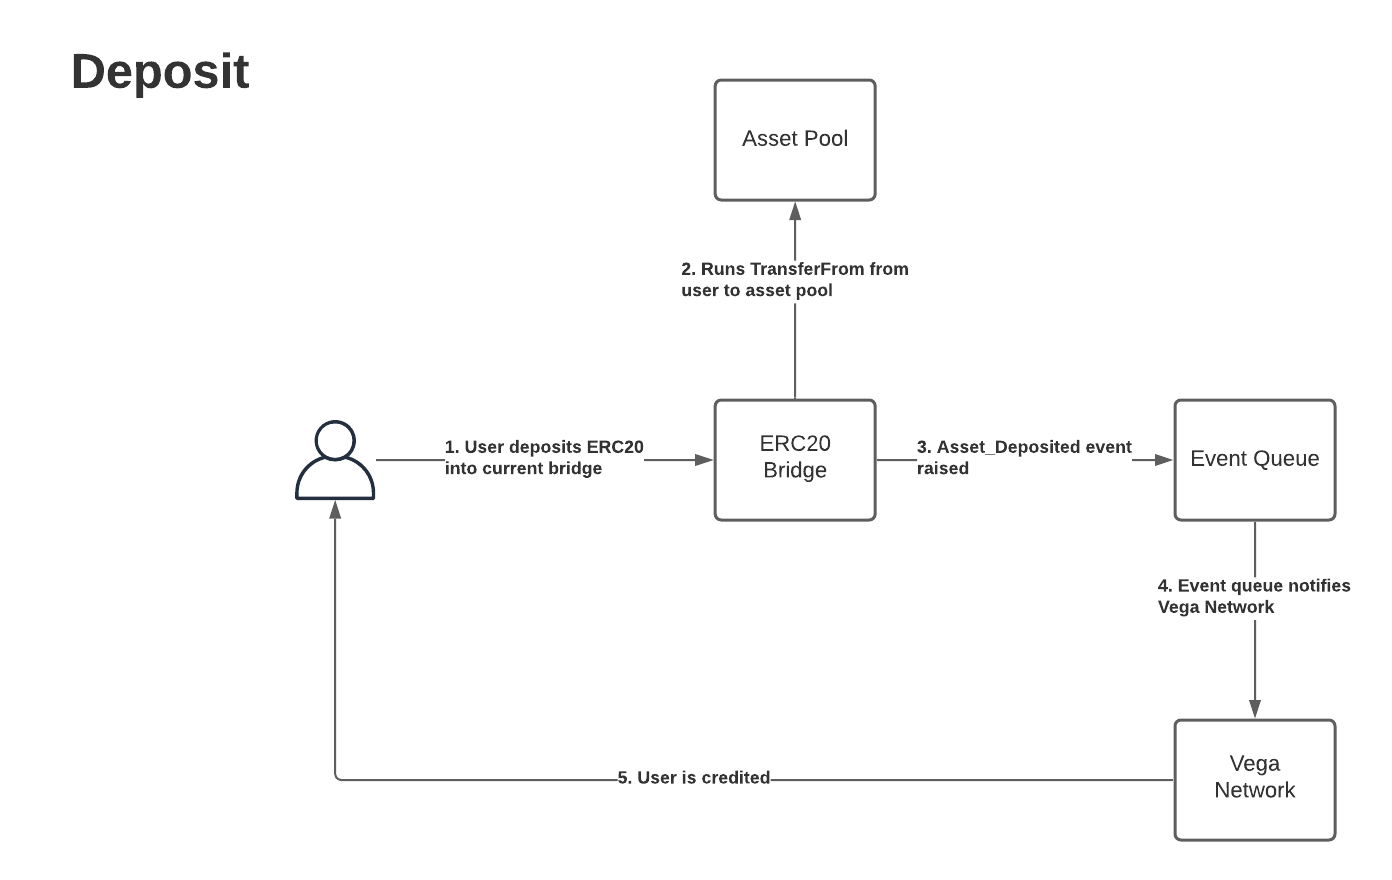 Deposit
Asset Pool
2. Runs TransferFrom from
user to asset pool
1. User deposits ERC20
into current bridge
ERC20
Bridge
3. Asset_Deposited event
raised
Event Queue
4. Event queue notifies
Vega Network
Vega
Network
5. User is credited